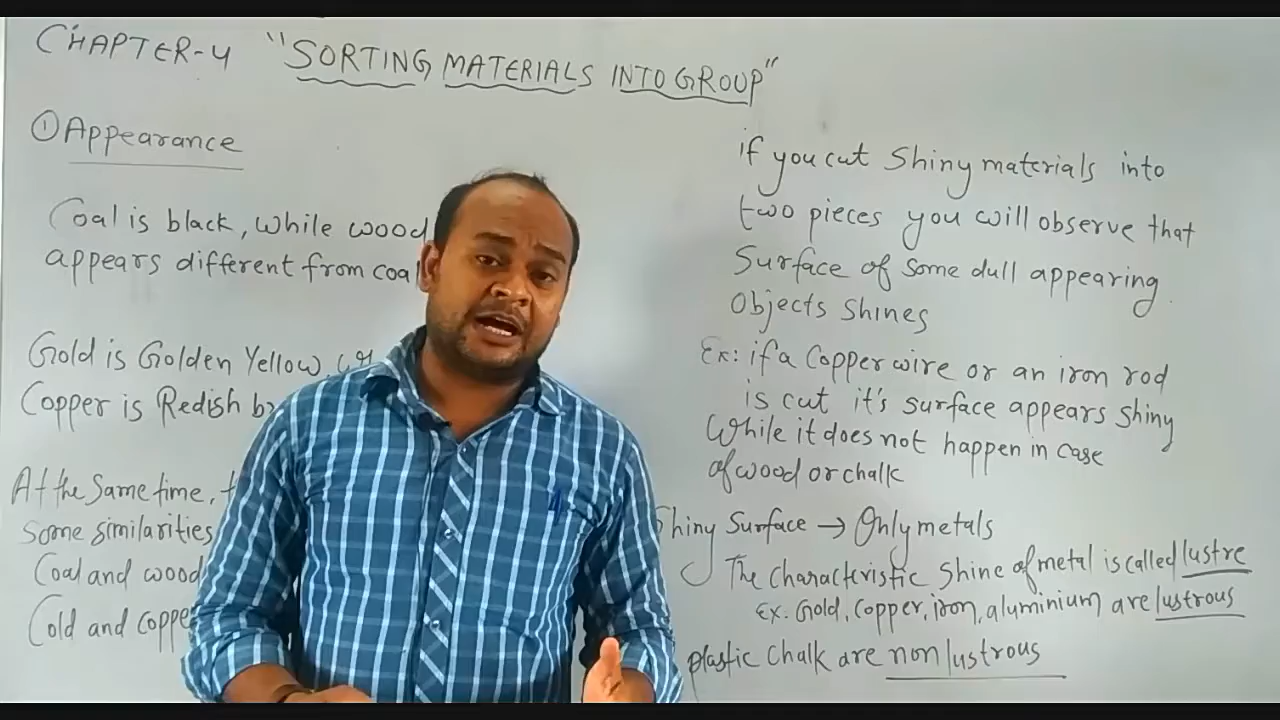 CHAPTER-4 "SORTING MATERIALS INTO GROUP"
① Appearance
Coal is black, while wood
appears different from coal
Gold is Golden Yellow,
Copper is Redish
At the Same time,
Some similarities
Coal and wood
Cold and
if you cut Shiny materials into
two pieces you will observe that
Surface of Some dull appearing
Objects Shines
Ex: if a Copper wire or an iron rod
is cut it's surface appears shiny
While it does not happen in case
of wood or chalk
Shiny Surface → Only metals
The characteristic shine of metal is called lustre
Ex. Gold, Copper, iron, aluminium are lustrous
plastic chalk are non lustrous